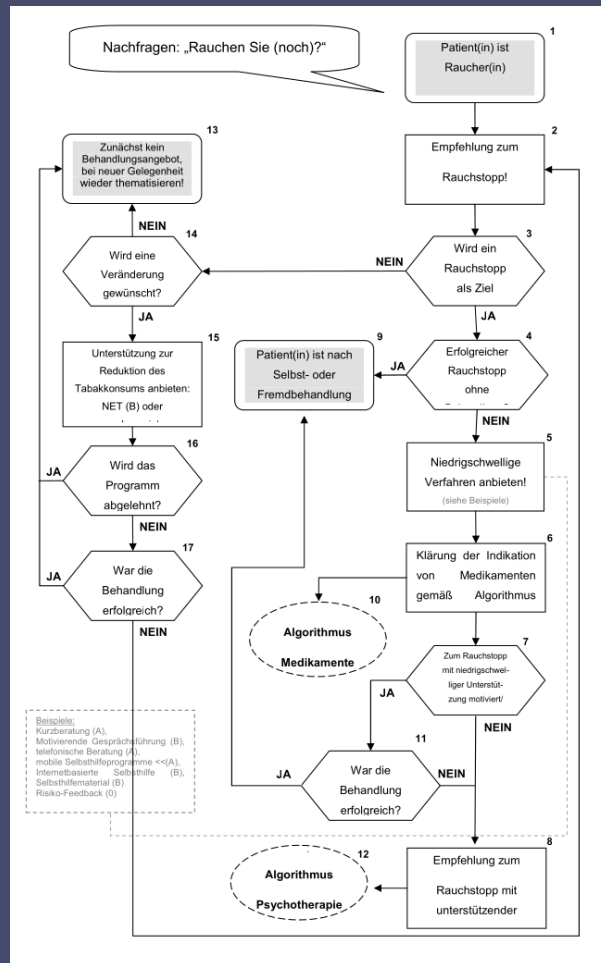 Nachfragen: „Rauchen Sie (noch)?“
1
Patient(in) ist
Raucher(in)
2
Empfehlung zum
Rauchstopp!
13
Zunächst kein
Behandlungsangebot,
bei neuer Gelegenheit
wieder thematisieren!
NEIN
14
Wird eine
Veränderung
gewünscht?
NEIN
3
Wird ein
Rauchstopp
als Ziel
JA
JA
15
Unterstützung zur
Reduktion des
Tabakkonsums anbieten:
NET (B) oder
9
Patient(in) ist nach
Selbst- oder
Fremdbehandlung
JA
4
Erfolgreicher
Rauchstopp
ohne
NEIN
16
Wird das
Programm
abgelehnt?
JA
NEIN
5
Niedrigschwellige
Verfahren anbieten!
(siehe Beispiele)
17
War die
Behandlung
erfolgreich?
JA
NEIN
6
Klärung der Indikation
von Medikamenten
gemäß Algorithmus
10
Algorithmus
Medikamente
7
Zum Rauchstopp
mit niedrigschwel-
liger Unterstüt-
zung motiviert/
JA
NEIN
Beispiele:
Kurzberatung (A),
Motivierende Gesprächsführung (B),
telefonische Beratung (A),
mobile Selbsthilfeprogramme <<(A),
Internetbasierte Selbsthilfe (B),
Selbsthilfematerial (B)
Risiko-Feedback (0)
11
War die
Behandlung
erfolgreich?
JA
NEIN
12
Algorithmus
Psychotherapie
8
Empfehlung zum
Rauchstopp mit
unterstützender